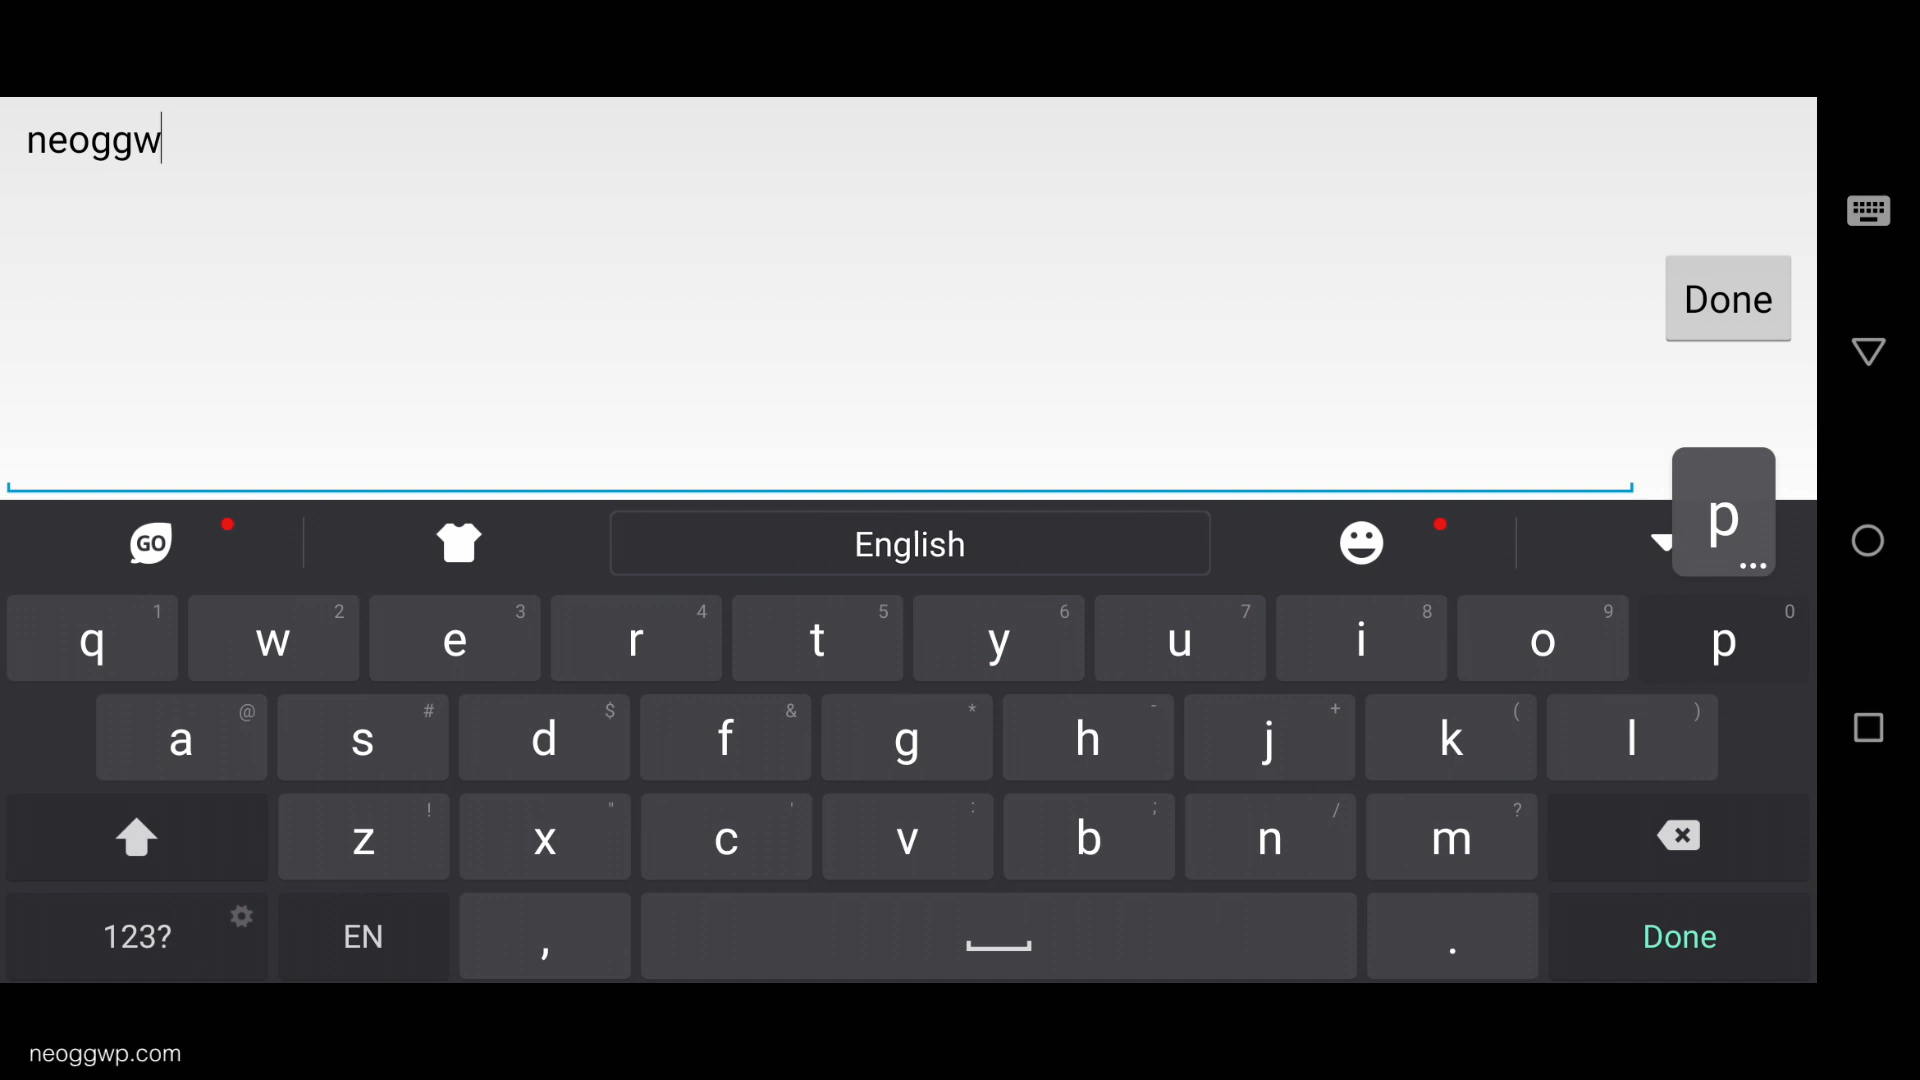 neoggw
Done
p
...
GO
English
q 1 w 2 e 3 r 4 t 5 y 6 u 7 i 8 o 9 p 0
a @ s # d $ f & g * h - j + k ( l )
z ! x " c ' v : b ; n / m ?
123? EN , . Done
neoggwp.com